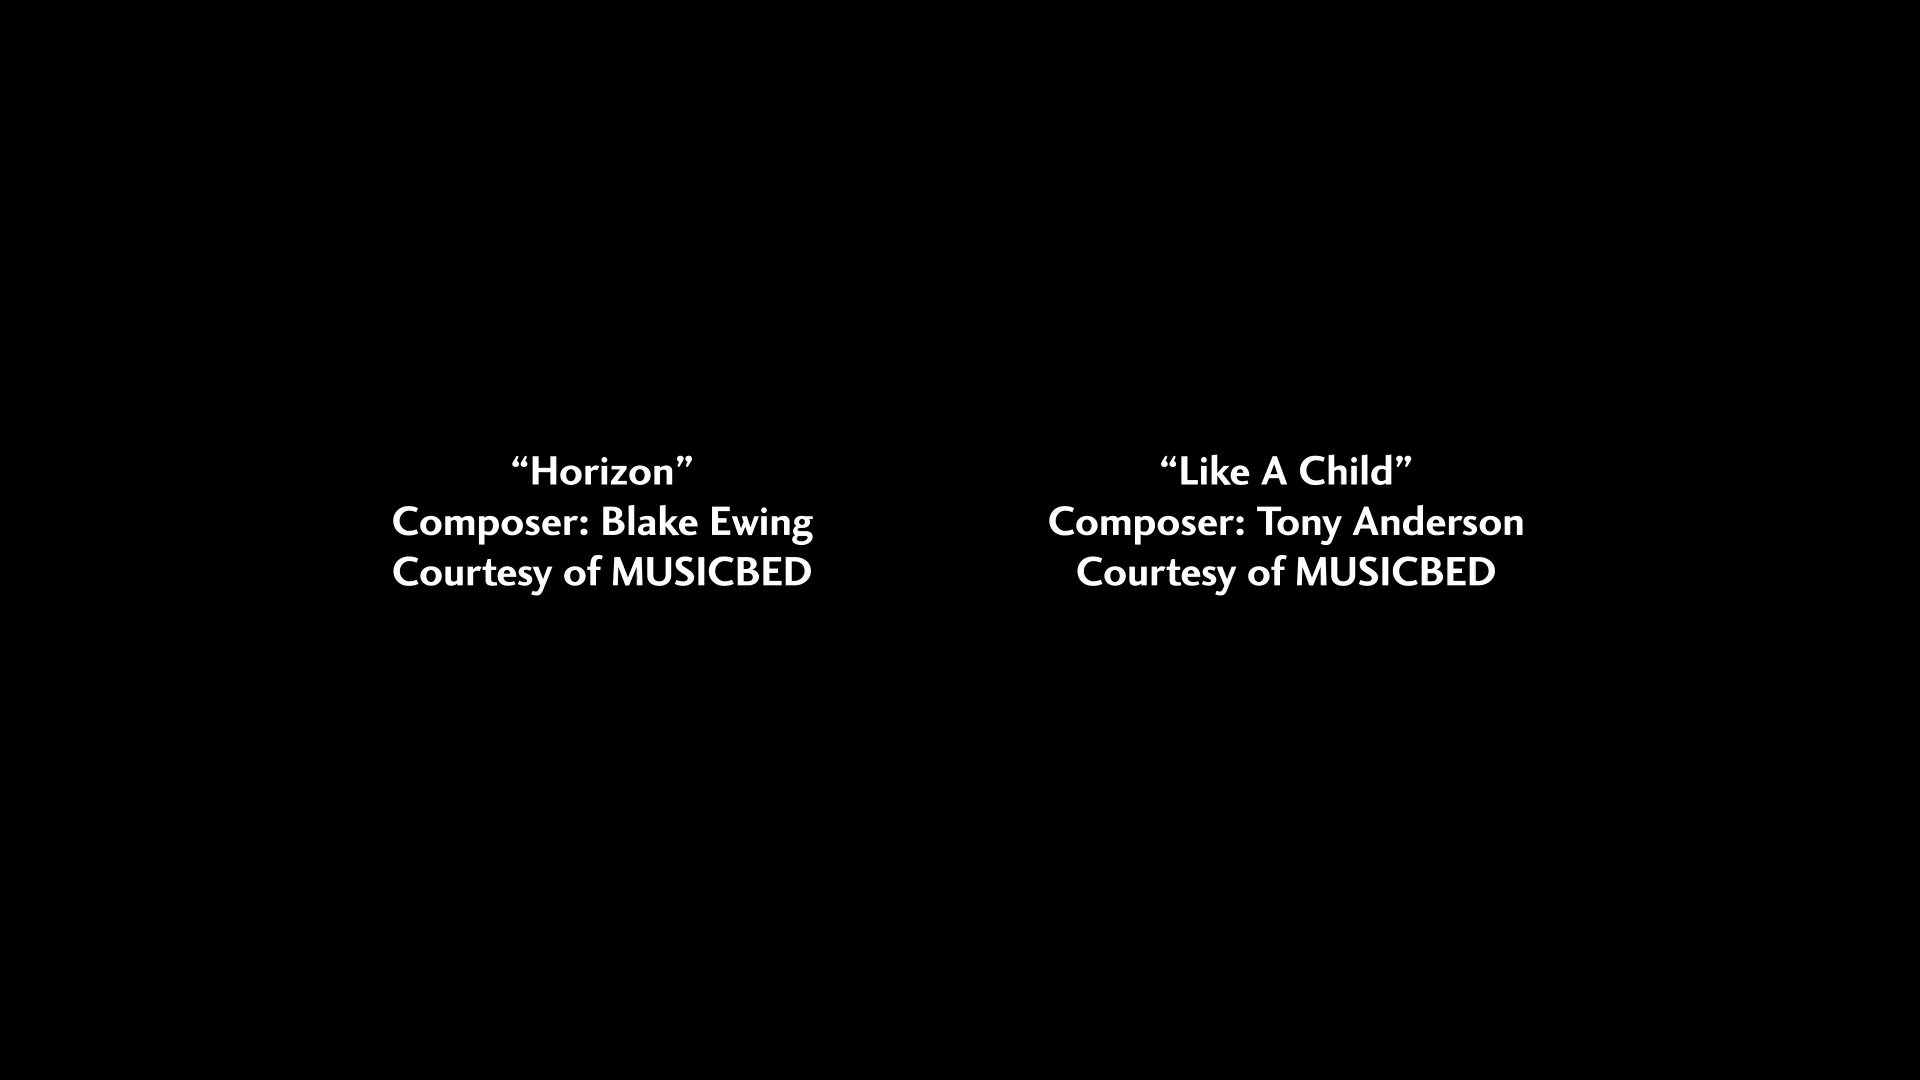 “Horizon”
Composer: Blake Ewing
Courtesy of MUSICBED
“Like A Child”
Composer: Tony Anderson
Courtesy of MUSICBED